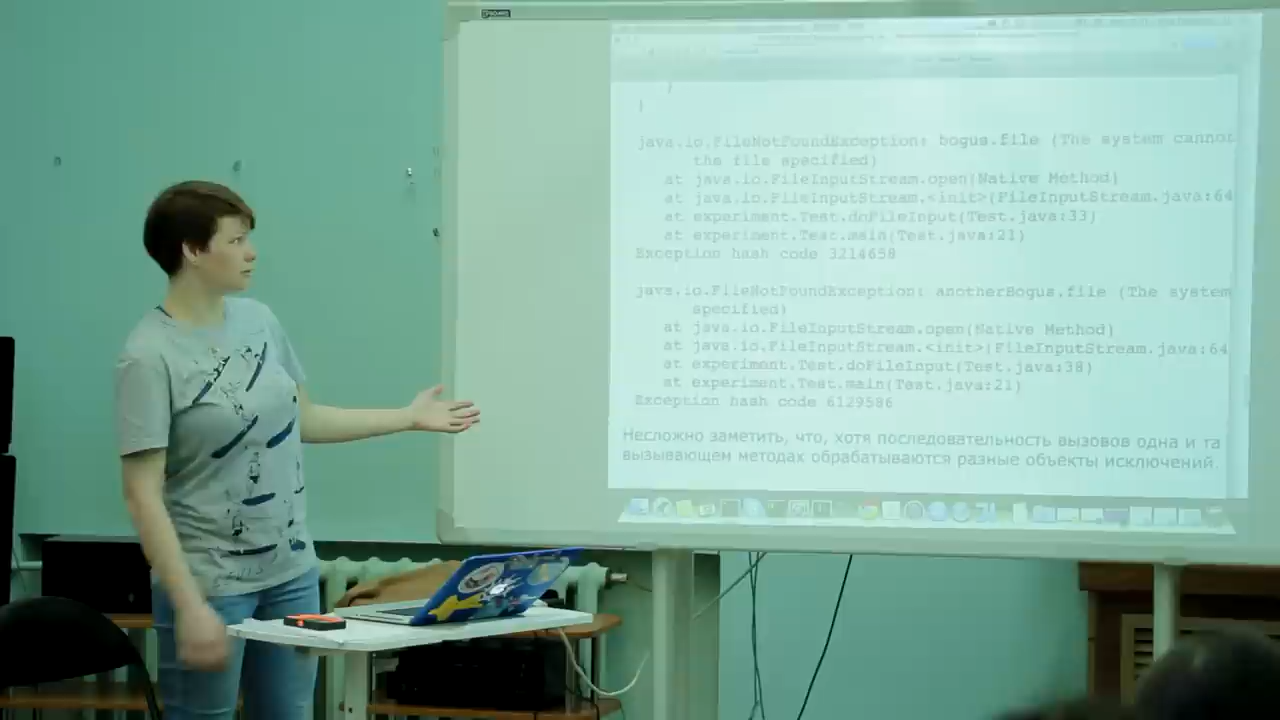 java.io.FileNotFoundException: bogus.file (The system cannot
the file specified)
at java.io.FileInputStream.open(Native Method)
at java.io.FileInputStream.<init>(FileInputStream.java:64
at experiment.Test.doFileInput(Test.java:33)
at experiment.Test.main(Test.java:21)
Exception hash code 3214658
java.io.FileNotFoundException: anotherBogus.file (The system
specified)
at java.io.FileInputStream.open(Native Method)
at java.io.FileInputStream.<init>(FileInputStream.java:64
at experiment.Test.doFileInput(Test.java:38)
at experiment.Test.main(Test.java:21)
Exception hash code 6129586
Несложно заметить, что, хотя последовательность вызовов одна и та
вызывающем методах обрабатываются разные объекты исключений.